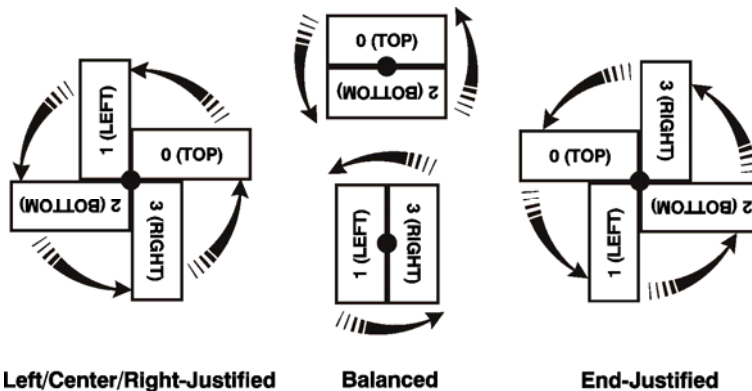 1 (LEFT)
0 (TOP)
2 (BOTTOM)
3 (RIGHT)
Left/Center/Right-Justified
0 (TOP)
2 (BOTTOM)
1 (LEFT)
3 (RIGHT)
Balanced
3 (RIGHT)
0 (TOP)
2 (BOTTOM)
1 (LEFT)
End-Justified